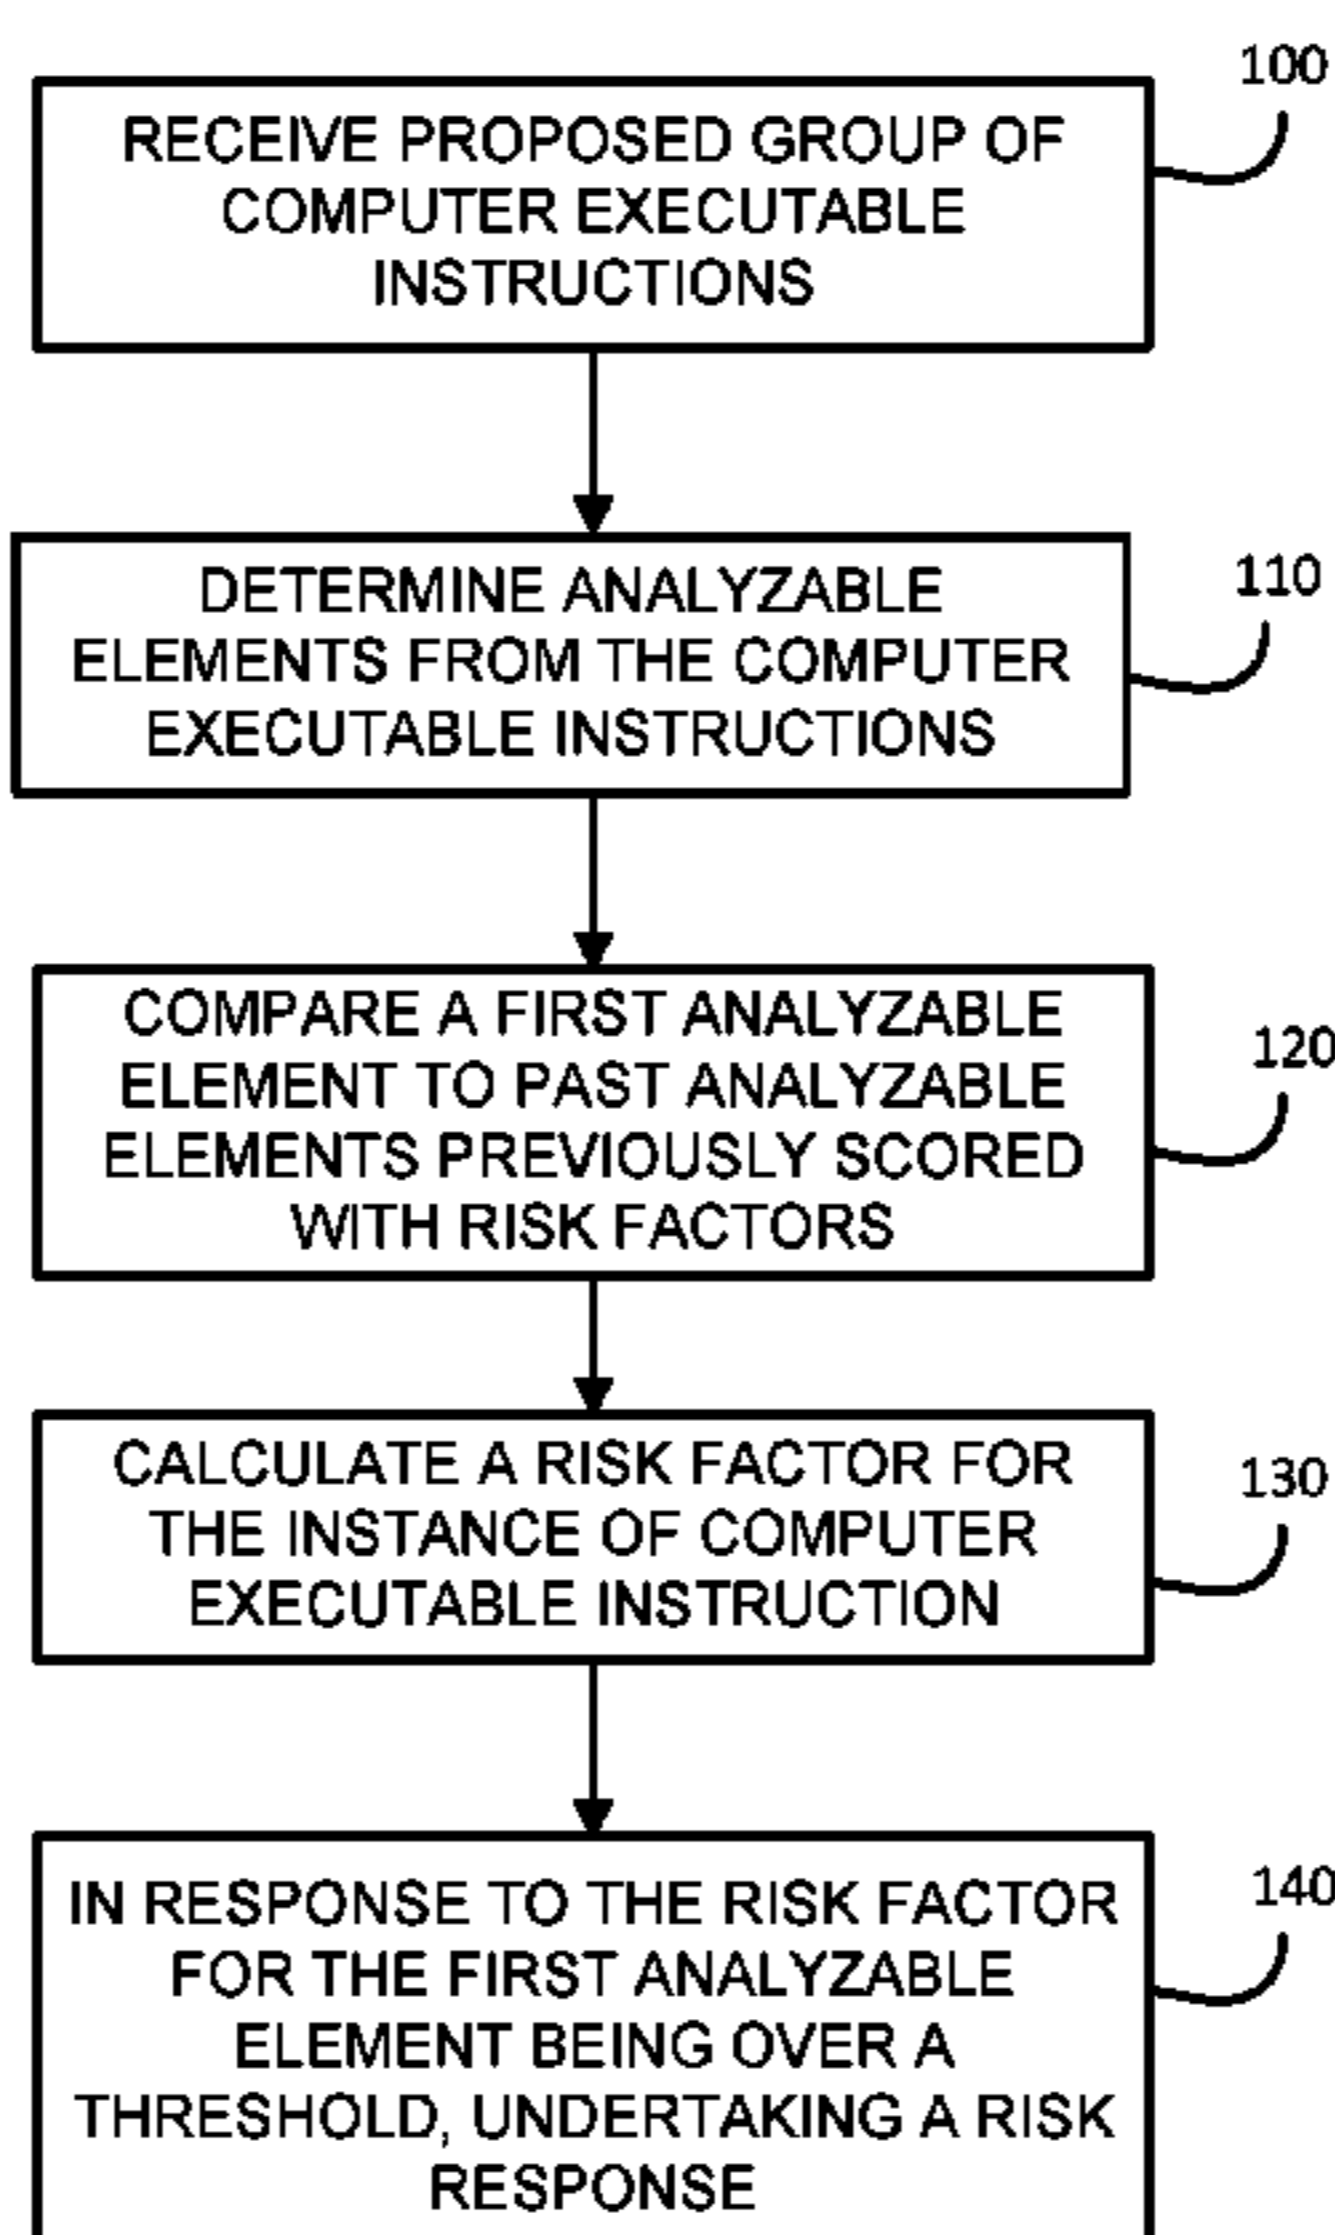 100
RECEIVE PROPOSED GROUP OF
COMPUTER EXECUTABLE
INSTRUCTIONS
110
DETERMINE ANALYZABLE
ELEMENTS FROM THE COMPUTER
EXECUTABLE INSTRUCTIONS
120
COMPARE A FIRST ANALYZABLE
ELEMENT TO PAST ANALYZABLE
ELEMENTS PREVIOUSLY SCORED
WITH RISK FACTORS
130
CALCULATE A RISK FACTOR FOR
THE INSTANCE OF COMPUTER
EXECUTABLE INSTRUCTION
140
IN RESPONSE TO THE RISK FACTOR
FOR THE FIRST ANALYZABLE
ELEMENT BEING OVER A
THRESHOLD, UNDERTAKING A RISK
RESPONSE